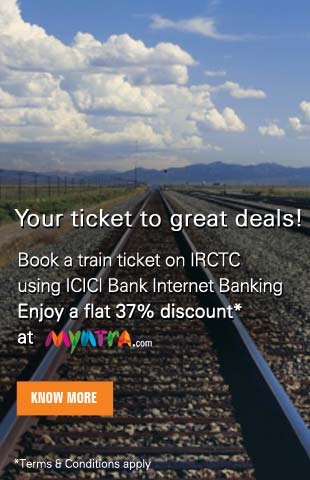 Your ticket to great deals!
Book a train ticket on IRCTC
using ICICI Bank Internet Banking
Enjoy a flat 37% discount*
at Myntra.com
KNOW MORE
*Terms & Conditions apply